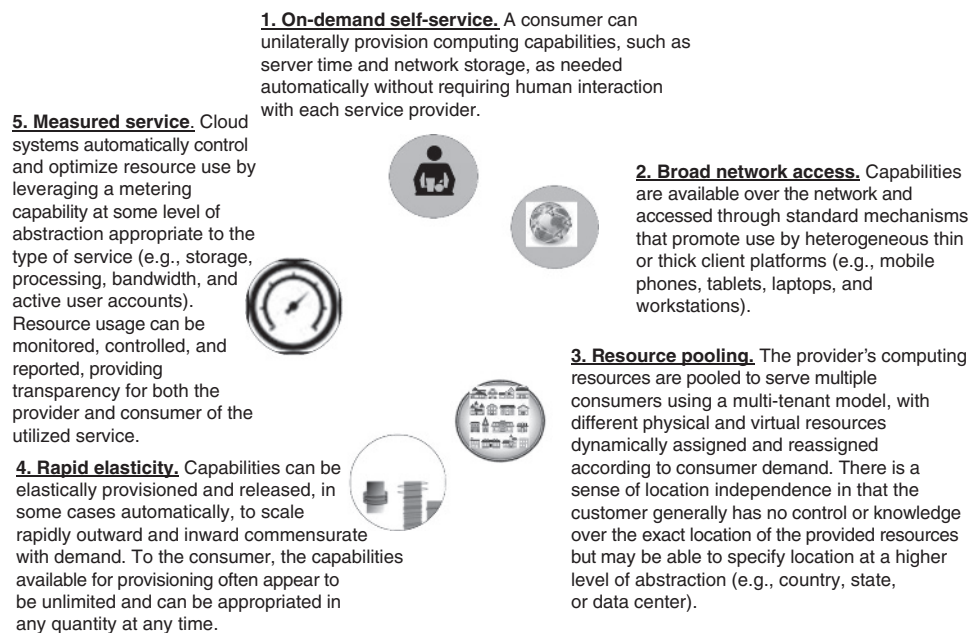 1. On-demand self-service. A consumer can
unilaterally provision computing capabilities, such as
server time and network storage, as needed
automatically without requiring human interaction
with each service provider.
2. Broad network access. Capabilities
are available over the network and
accessed through standard mechanisms
that promote use by heterogeneous thin
or thick client platforms (e.g., mobile
phones, tablets, laptops, and
workstations).
3. Resource pooling. The provider’s computing
resources are pooled to serve multiple
consumers using a multi-tenant model, with
different physical and virtual resources
dynamically assigned and reassigned
according to consumer demand. There is a
sense of location independence in that the
customer generally has no control or knowledge
over the exact location of the provided resources
but may be able to specify location at a higher
level of abstraction (e.g., country, state,
or data center).
4. Rapid elasticity. Capabilities can be
elastically provisioned and released, in
some cases automatically, to scale
rapidly outward and inward commensurate
with demand. To the consumer, the capabilities
available for provisioning often appear to
be unlimited and can be appropriated in
any quantity at any time.
5. Measured service. Cloud
systems automatically control
and optimize resource use by
leveraging a metering
capability at some level of
abstraction appropriate to the
type of service (e.g., storage,
processing, bandwidth, and
active user accounts).
Resource usage can be
monitored, controlled, and
reported, providing
transparency for both the
provider and consumer of the
utilized service.